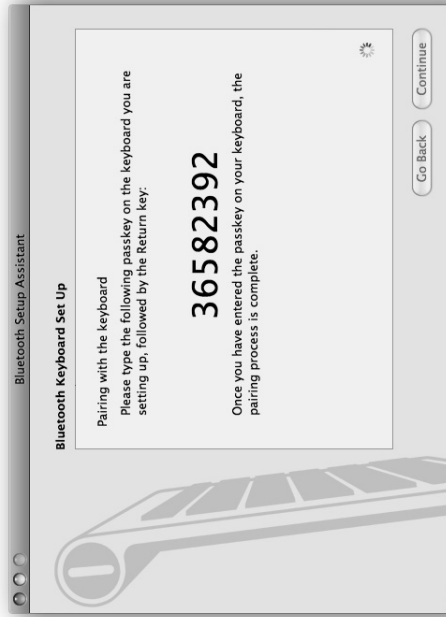 Bluetooth Setup Assistant
Bluetooth Keyboard Set Up
Pairing with the keyboard
Please type the following passkey on the keyboard you are
setting up, followed by the Return key:
36582392
Once you have entered the passkey on your keyboard, the
pairing process is complete.
Go Back
Continue